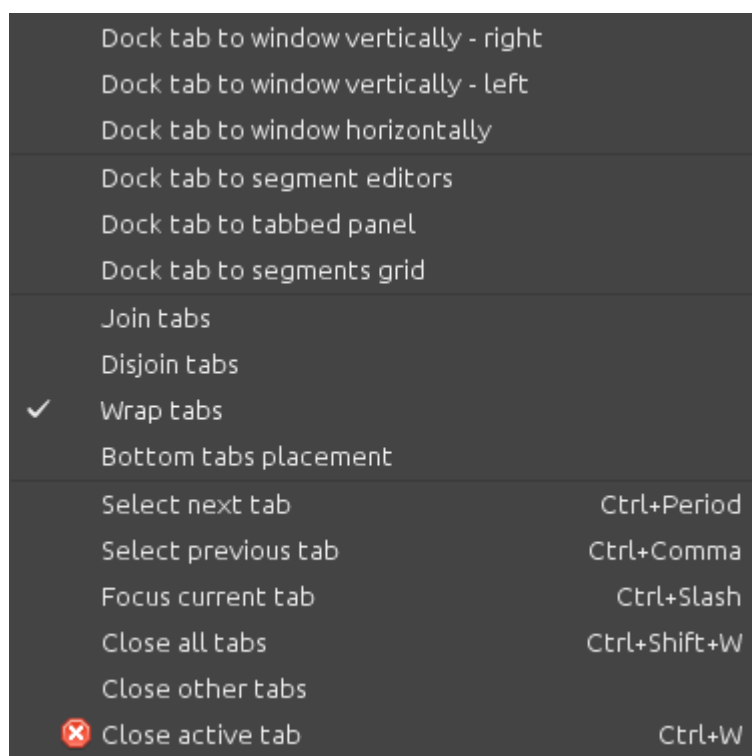 Dock tab to window vertically - right
Dock tab to window vertically - left
Dock tab to window horizontally
Dock tab to segment editors
Dock tab to tabbed panel
Dock tab to segments grid
Join tabs
Disjoin tabs
Wrap tabs
Bottom tabs placement
Select next tab Ctrl+Period
Select previous tab Ctrl+Comma
Focus current tab Ctrl+Slash
Close all tabs Ctrl+Shift+W
Close other tabs
Close active tab Ctrl+W